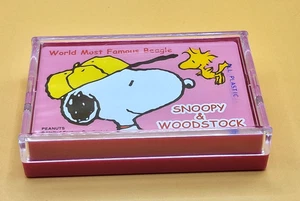 World Most Famous Beagle
PLASTIC
SNOOPY
&
WOODSTOCK
PEANUTS